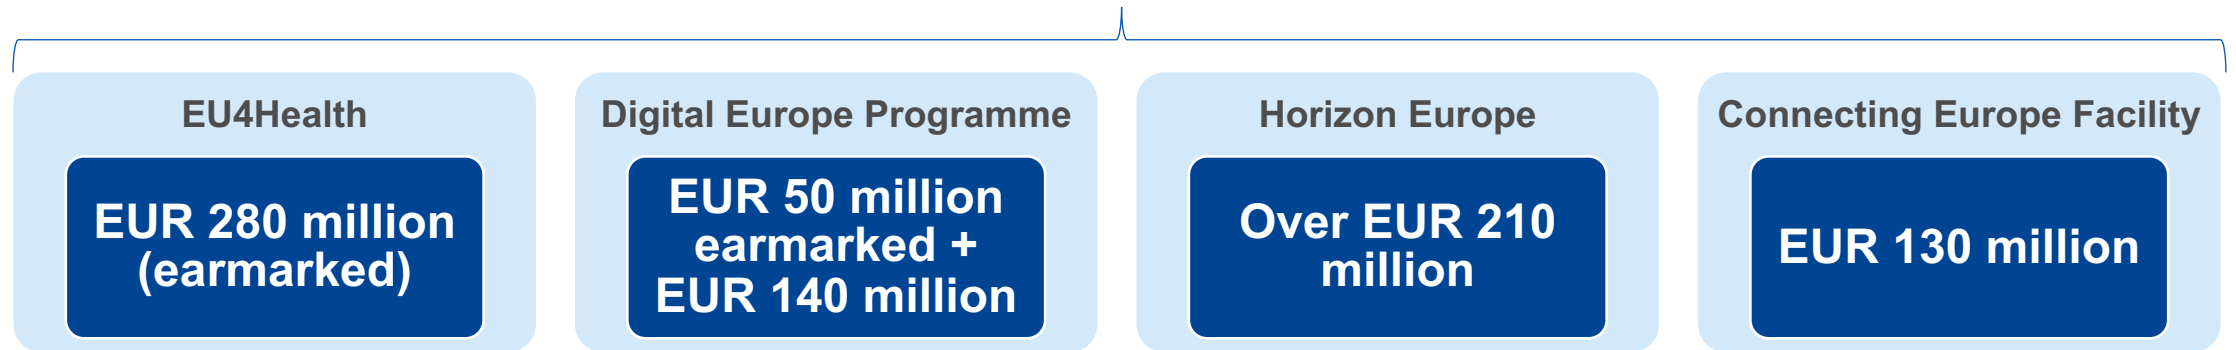 EU4Health
EUR 280 million
(earmarked)
Digital Europe Programme
EUR 50 million
earmarked +
EUR 140 million
Horizon Europe
Over EUR 210
million
Connecting Europe Facility
EUR 130 million